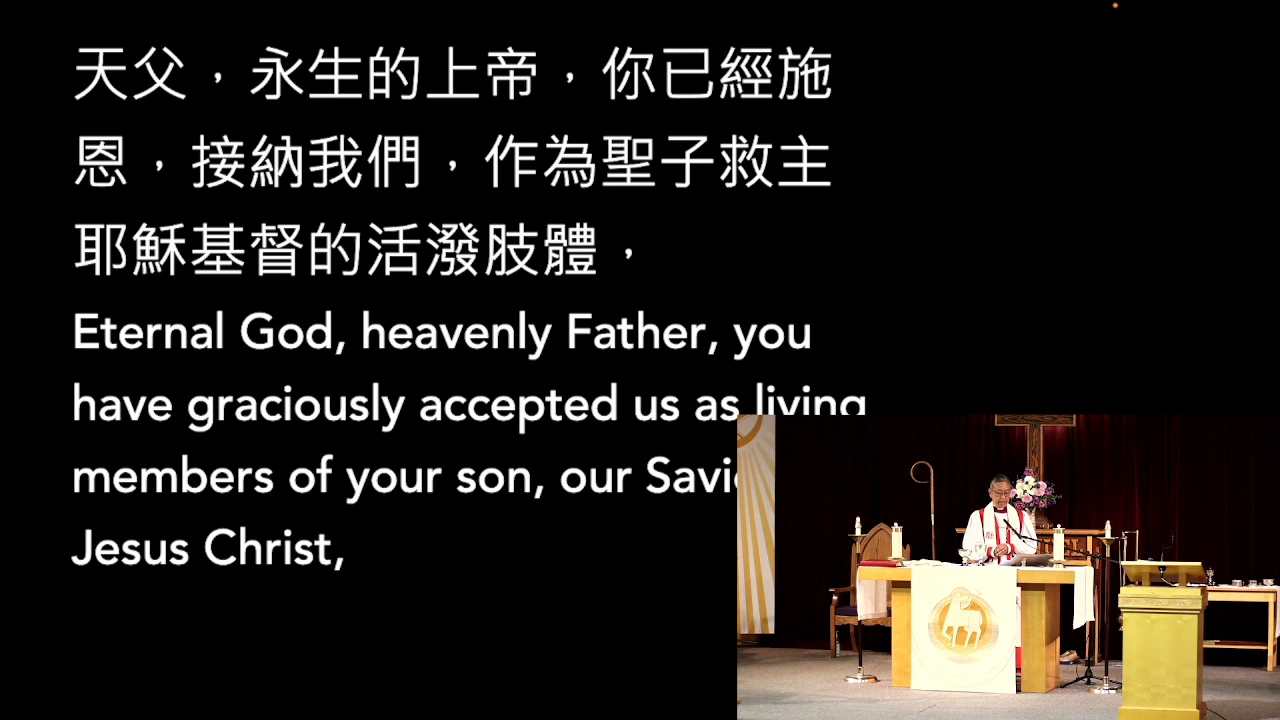 天父，永生的上帝，你已經施
恩，接納我們，作為聖子救主
耶穌基督的活潑肢體，
Eternal God, heavenly Father, you
have graciously accepted us as living
members of your son, our
Jesus Christ,